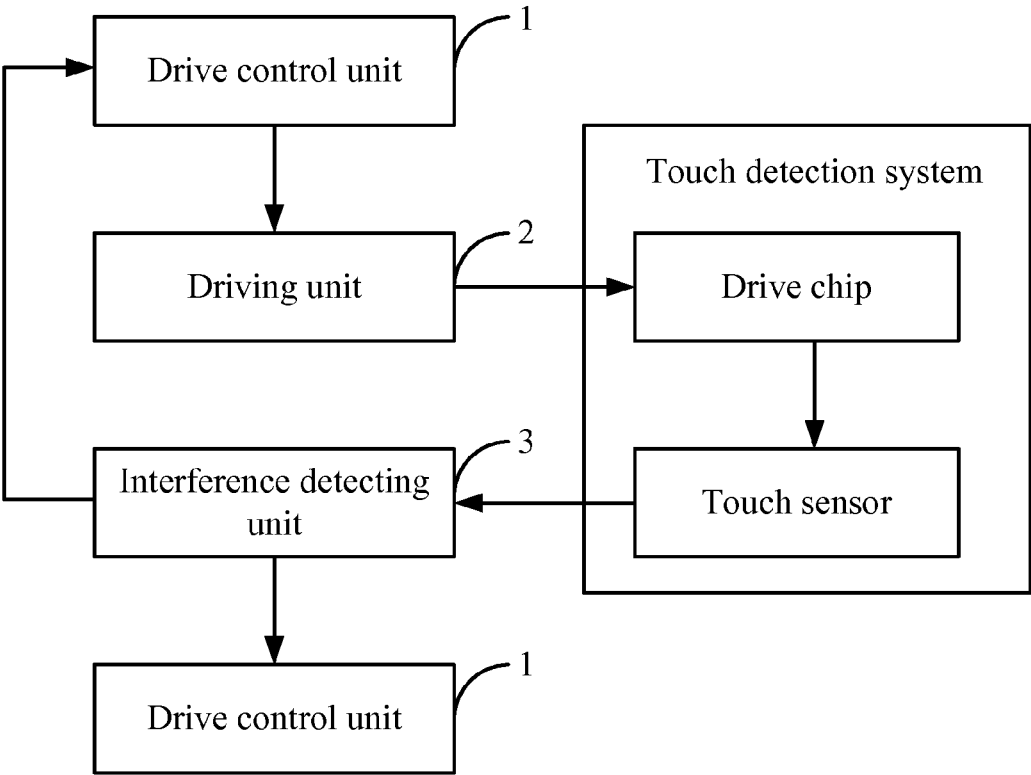 1
Drive control unit
Touch detection system
2
Driving unit
Drive chip
3
Interference detecting
unit
Touch sensor
1
Drive control unit